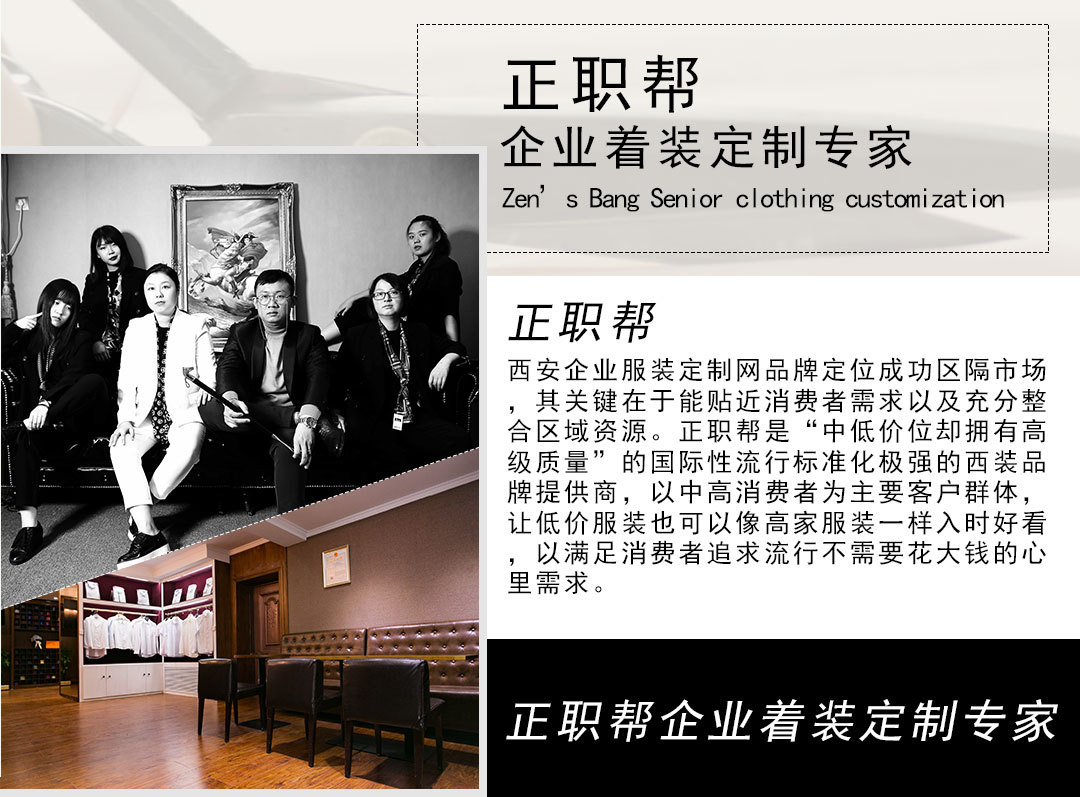 正职帮
企业着装定制专家
Zen’s Bang Senior clothing customization
正职帮
西安企业服装定制网品牌定位成功区隔市场
，其关键在于能贴近消费者需求以及充分整
合区域资源。正职帮是“中低价位却拥有高
级质量”的国际性流行标准化极强的西装品
牌提供商，以中高消费者为主要客户群体，
让低价服装也可以像高家服装一样入时好看
，以满足消费者追求流行不需要花大钱的心
里需求。
正职帮企业着装定制专家